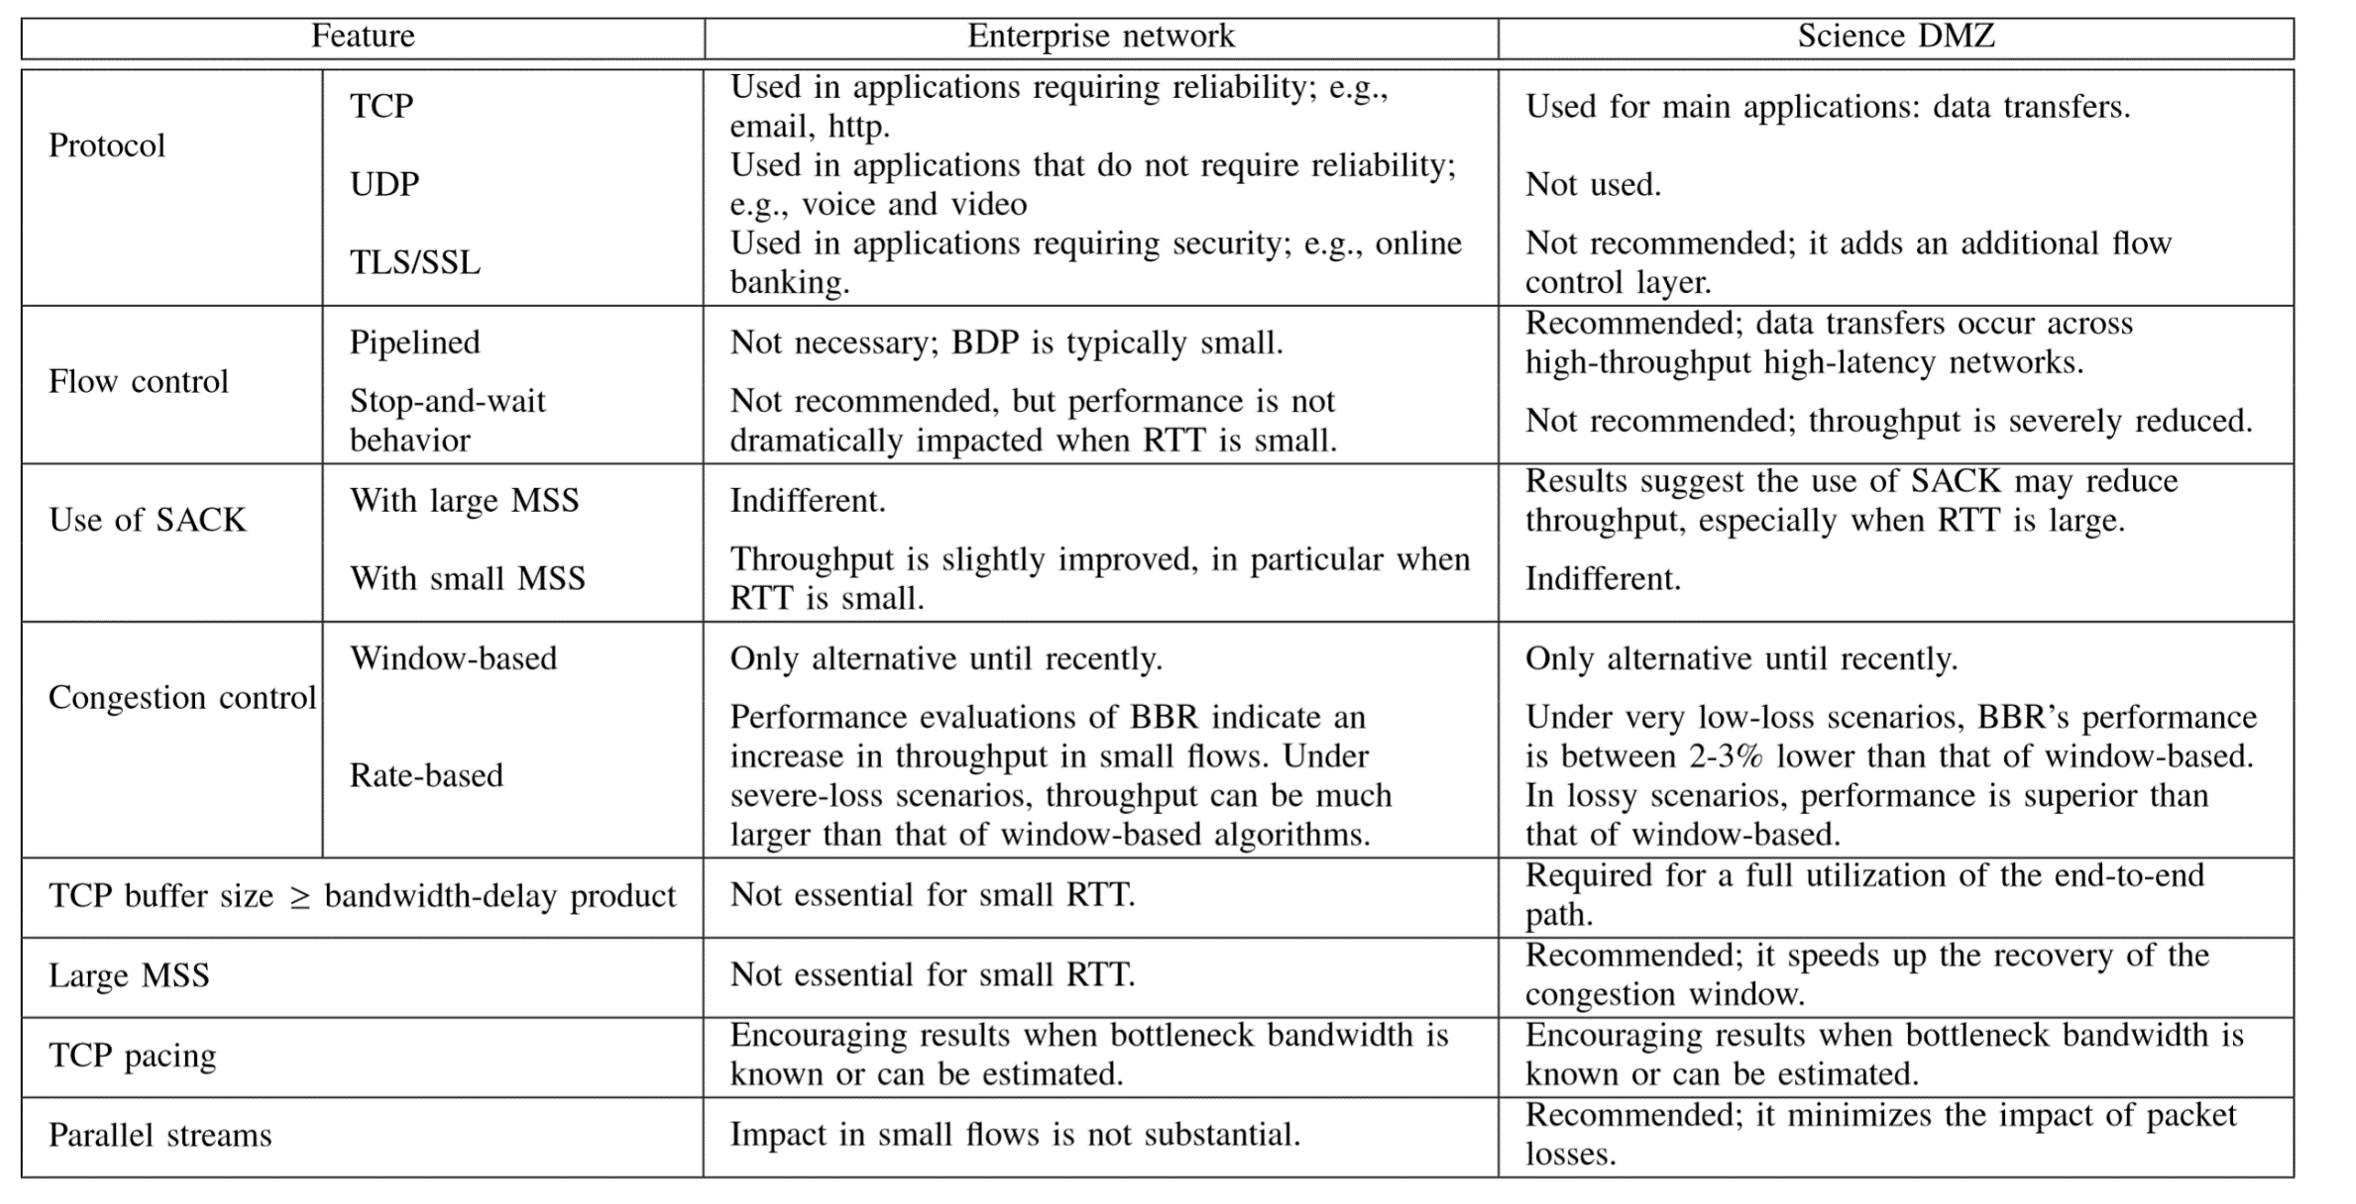 Feature
Enterprise network
Science DMZ
Protocol
TCP
Used in applications requiring reliability; e.g.,
email, http.
Used for main applications: data transfers.
UDP
Used in applications that do not require reliability;
e.g., voice and video
Not used.
TLS/SSL
Used in applications requiring security; e.g., online
banking.
Not recommended; it adds an additional flow
control layer.
Flow control
Pipelined
Not necessary; BDP is typically small.
Recommended; data transfers occur across
high-throughput high-latency networks.
Stop-and-wait
behavior
Not recommended, but performance is not
dramatically impacted when RTT is small.
Not recommended; throughput is severely reduced.
Use of SACK
With large MSS
Indifferent.
Results suggest the use of SACK may reduce
throughput, especially when RTT is large.
With small MSS
Throughput is slightly improved, in particular when
RTT is small.
Indifferent.
Congestion control
Window-based
Only alternative until recently.
Only alternative until recently.
Rate-based
Performance evaluations of BBR indicate an
increase in throughput in small flows. Under
severe-loss scenarios, throughput can be much
larger than that of window-based algorithms.
Under very low-loss scenarios, BBR's performance
is between 2-3% lower than that of window-based.
In lossy scenarios, performance is superior than
that of window-based.
TCP buffer size ≥ bandwidth-delay product
Not essential for small RTT.
Required for a full utilization of the end-to-end
path.
Large MSS
Not essential for small RTT.
Recommended; it speeds up the recovery of the
congestion window.
TCP pacing
Encouraging results when bottleneck bandwidth is
known or can be estimated.
Encouraging results when bottleneck bandwidth is
known or can be estimated.
Parallel streams
Impact in small flows is not substantial.
Recommended; it minimizes the impact of packet
losses.